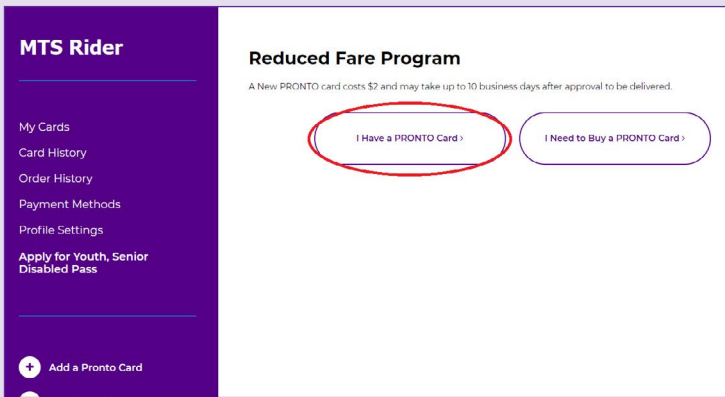 MTS Rider
My Cards
Card History
Order History
Payment Methods
Profile Settings
Apply for Youth, Senior
Disabled Pass
+ Add a Pronto Card
Reduced Fare Program
A New PRONTO card costs $2 and may take up to 10 business days after approval to be delivered.
I Have a PRONTO Card ›
I Need to Buy a PRONTO Card ›